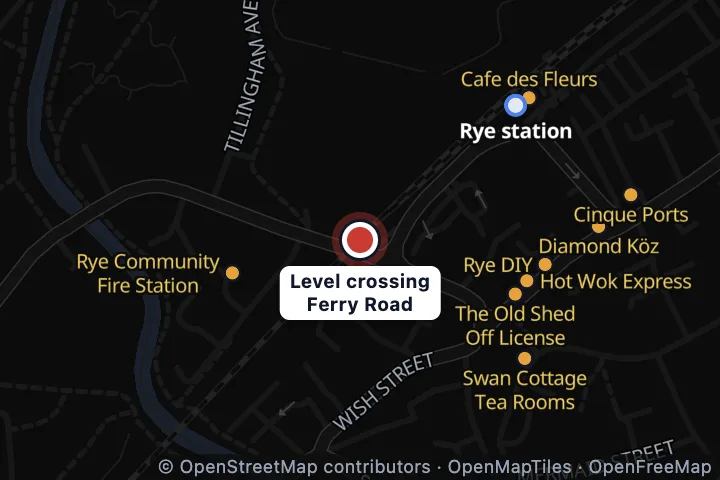 TILLINGHAM AVE
Cafe des Fleurs
Rye station
Cinque Ports
Diamond Köz
Rye Community
Fire Station
Rye DIY
Hot Wok Express
Level crossing
Ferry Road
The Old Shed
Off License
WISH STREET
Swan Cottage
Tea Rooms
MERMAID STREET
© OpenStreetMap contributors · OpenMapTiles · OpenFreeMap